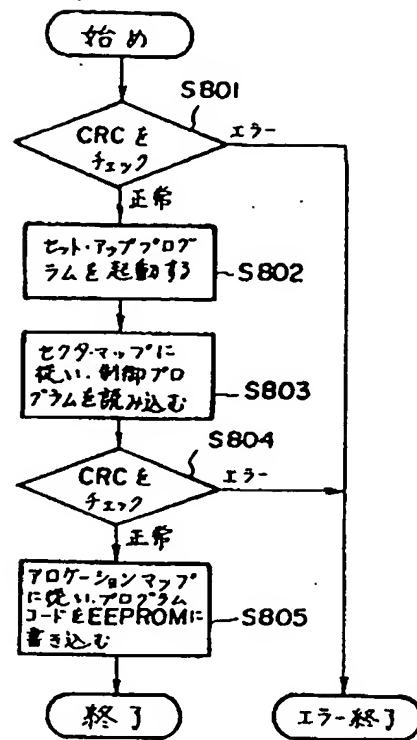 始め
S801
CRCを
チェック
エラー
正常
セット・アッププログ
ラムを起動する
S802
セクタ・マップに
従い、制御プロ
グラムを読み込む
S803
S804
CRCを
チェック
エラー
正常
アロケーションマップ
に従い、プログラム
コードをEEPROMに
書き込む
S805
終了
エラー終了